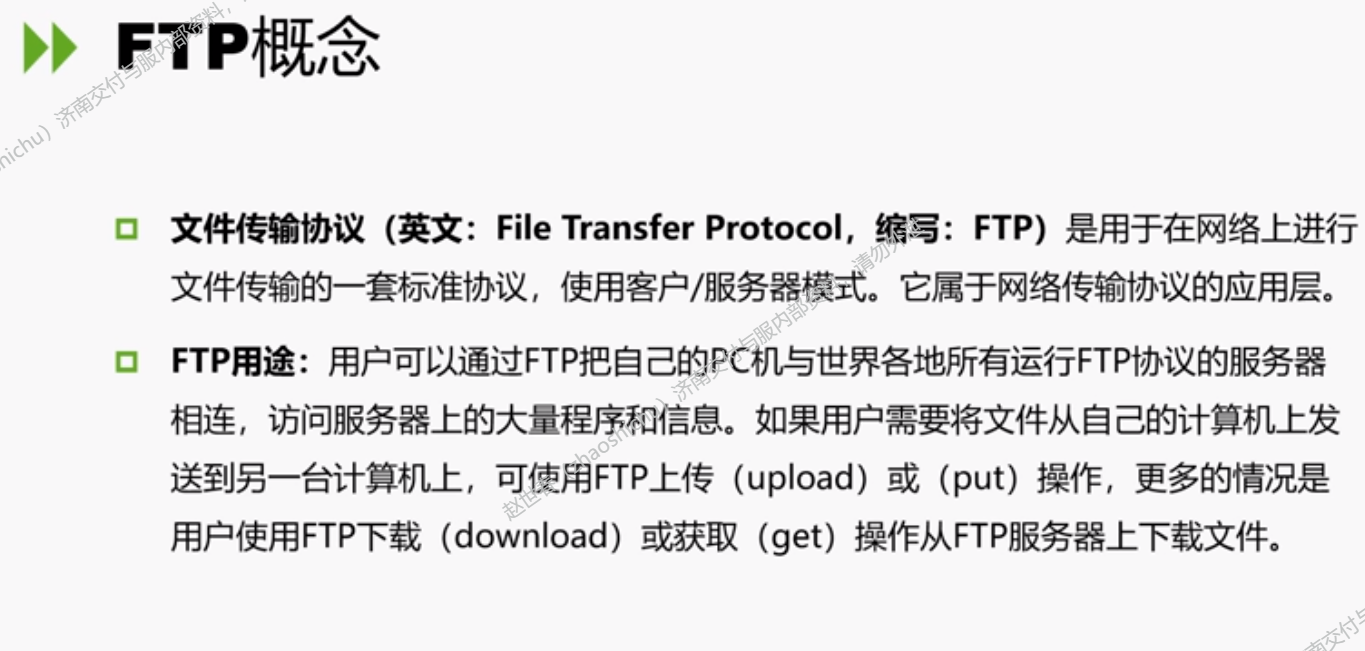 FTP概念
文件传输协议（英文：File Transfer Protocol，缩写：FTP）是用于在网络上进行
文件传输的一套标准协议，使用客户/服务器模式。它属于网络传输协议的应用层。
FTP用途：用户可以通过FTP把自己的PC机与世界各地所有运行FTP协议的服务器
相连，访问服务器上的大量程序和信息。如果用户需要将文件从自己的计算机上发
送到另一台计算机上，可使用FTP上传（upload）或（put）操作，更多的情况是
用户使用FTP下载（download）或获取（get）操作从FTP服务器上下载文件。
济南交付与服内部资料，
济南交付与服内部资料，请勿外
南交付与